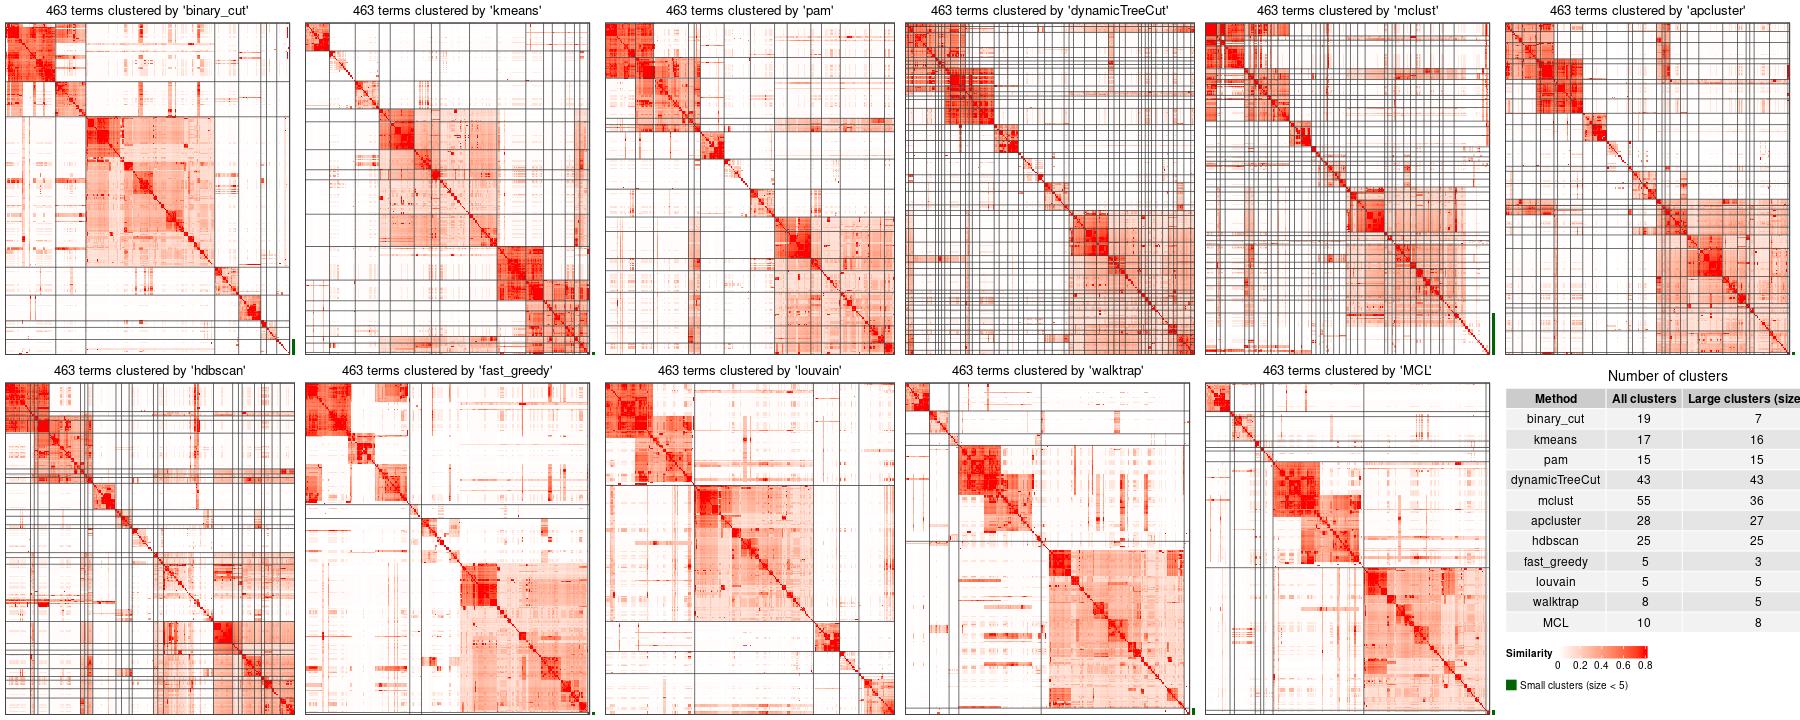 463 terms clustered by 'binary_cut'
463 terms clustered by 'kmeans'
463 terms clustered by 'pam'
463 terms clustered by 'dynamicTreeCut'
463 terms clustered by 'mclust'
463 terms clustered by 'apcluster'
463 terms clustered by 'hdbscan'
463 terms clustered by 'fast_greedy'
463 terms clustered by 'louvain'
463 terms clustered by 'walktrap'
463 terms clustered by 'MCL'
Number of clusters
Method All clusters Large clusters (size
binary_cut 19 7
kmeans 17 16
pam 15 15
dynamicTreeCut 43 43
mclust 55 36
apcluster 28 27
hdbscan 25 25
fast_greedy 5 3
louvain 5 5
walktrap 8 5
MCL 10 8
Similarity
0 0.2 0.4 0.6 0.8
Small clusters (size < 5)